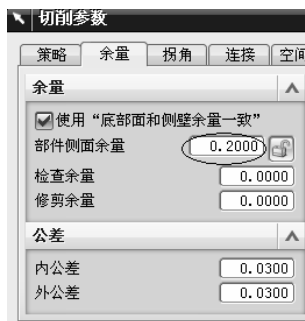 切削参数
策略 余量 拐角 连接 空间
余量
使用“底部面和侧壁余量一致”
部件侧面余量 0.2000
检查余量 0.0000
修剪余量 0.0000
公差
内公差 0.0300
外公差 0.0300